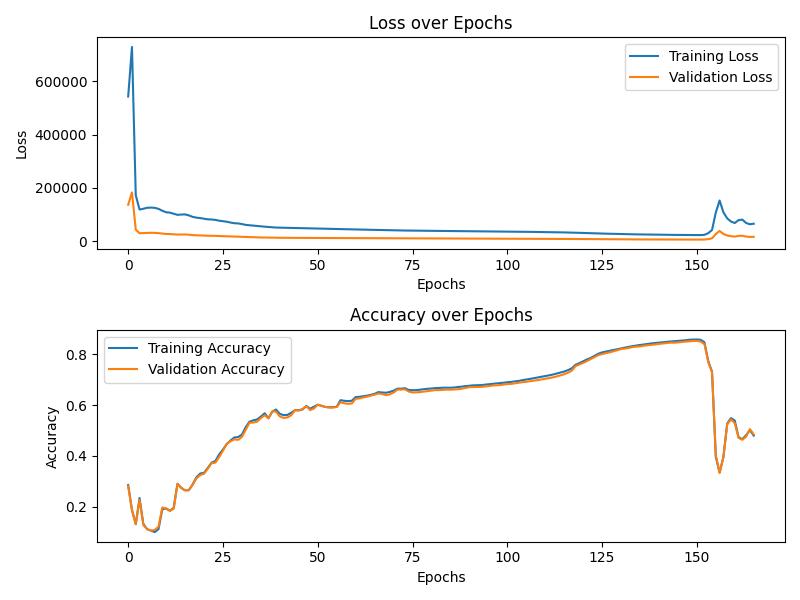 Loss over Epochs
Training Loss
Validation Loss
600000
400000
200000
0
Loss
0 25 50 75 100 125 150
Epochs
Accuracy over Epochs
Training Accuracy
Validation Accuracy
0.8
0.6
0.4
0.2
Accuracy
0 25 50 75 100 125 150
Epochs